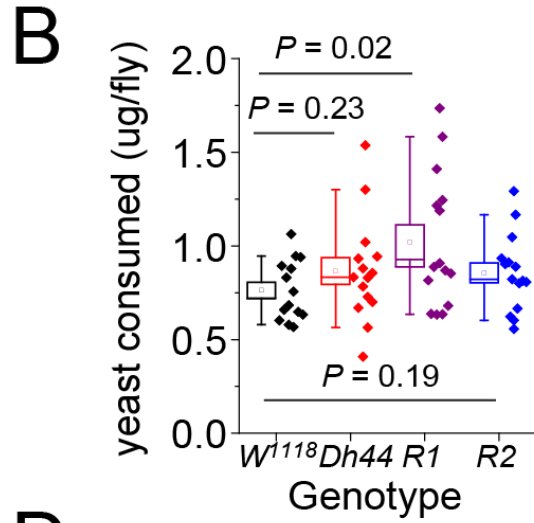 B
yeast consumed (ug/fly)
2.0
1.5
1.0
0.5
0.0
P = 0.02
P = 0.23
P = 0.19
W¹¹¹⁸ Dh44 R1 R2
Genotype